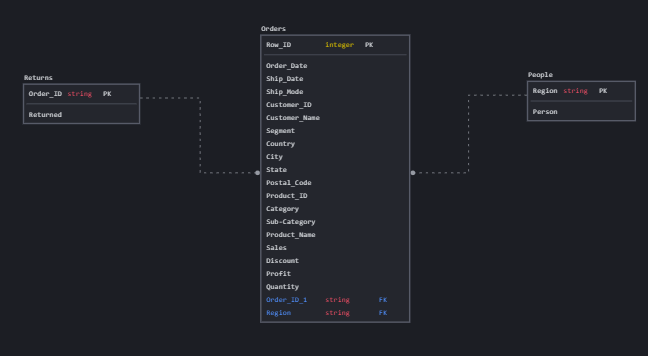 Orders
Row_ID integer PK
Order_Date
Ship_Date
Ship_Mode
Customer_ID
Customer_Name
Segment
Country
City
State
Postal_Code
Product_ID
Category
Sub-Category
Product_Name
Sales
Discount
Profit
Quantity
Order_ID_1 string FK
Region string FK
Returns
Order_ID string PK
Returned
People
Region string PK
Person